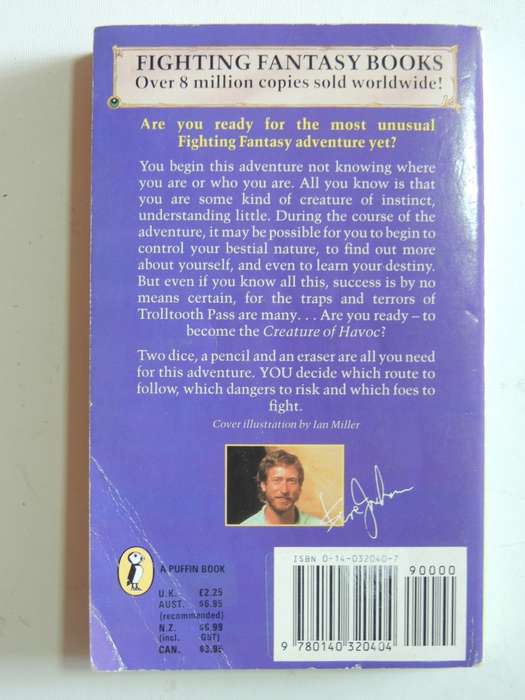 FIGHTING FANTASY BOOKS
Over 8 million copies sold worldwide!
Are you ready for the most unusual
Fighting Fantasy adventure yet?
You begin this adventure not knowing where
you are or who you are. All you know is that
you are some kind of creature of instinct,
understanding little. During the course of the
adventure, it may be possible for you to begin to
control your bestial nature, to find out more
about yourself, and even to learn your destiny.
But even if you know all this, success is by no
means certain, for the traps and terrors of
Trolltooth Pass are many. . . Are you ready – to
become the Creature of Havoc?
Two dice, a pencil and an eraser are all you need
for this adventure. YOU decide which route to
follow, which dangers to risk and which foes to
fight.
Cover illustration by Ian Miller
A PUFFIN BOOK
U.K. £2.25
AUST. $6.95
(recommended)
N.Z. $6.99
(incl. GST)
CAN. $3.95
ISBN 0-14-032040-7
90000
9 780140 320404